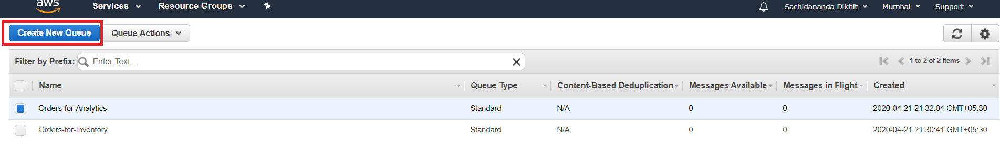 aws Services Resource Groups Sachidananda Dikhit Mumbai Support
Create New Queue Queue Actions
Filter by Prefix: Enter Text... 1 to 2 of 2 items
Name Queue Type Content-Based Deduplication Messages Available Messages in Flight Created
Orders-for-Analytics Standard N/A 0 0 2020-04-21 21:32:04 GMT+05:30
Orders-for-Inventory Standard N/A 0 0 2020-04-21 21:30:41 GMT+05:30